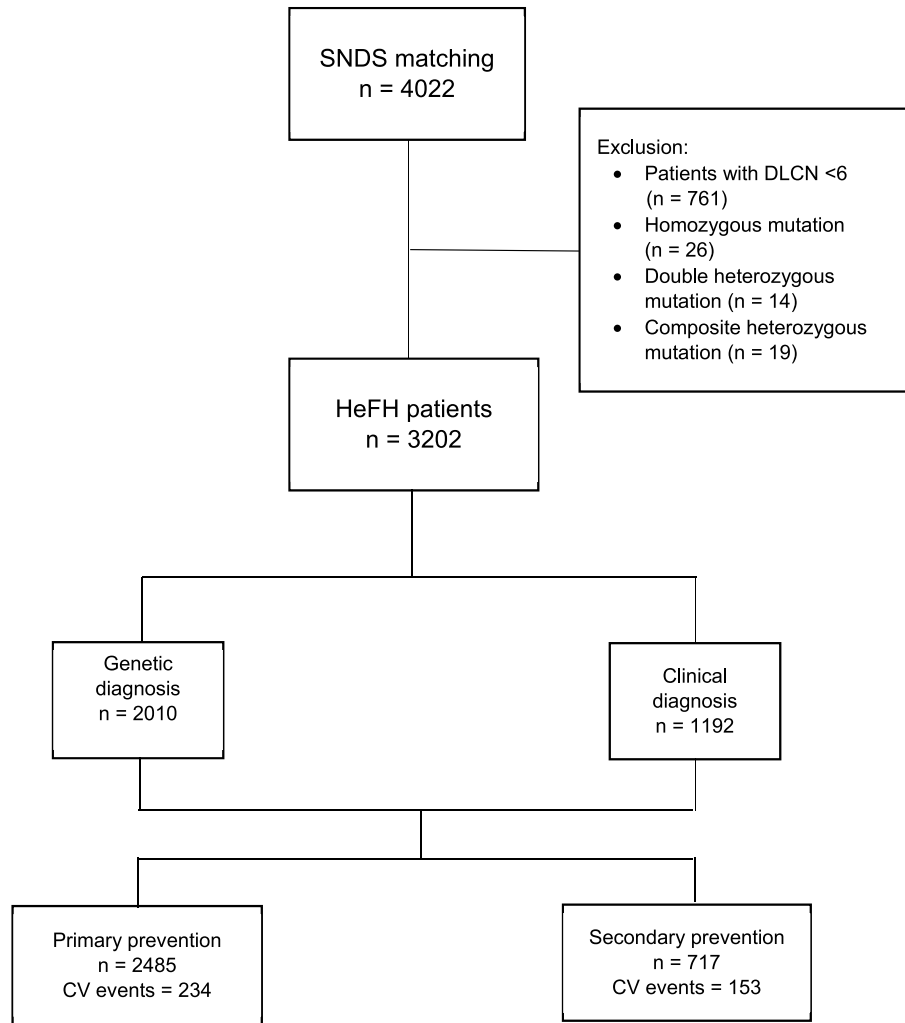 SNDS matching
n = 4022
Exclusion:
• Patients with DLCN <6
(n = 761)
• Homozygous mutation
(n = 26)
• Double heterozygous
mutation (n = 14)
• Composite heterozygous
mutation (n = 19)
HeFH patients
n = 3202
Genetic
diagnosis
n = 2010
Clinical
diagnosis
n = 1192
Primary prevention
n = 2485
CV events = 234
Secondary prevention
n = 717
CV events = 153